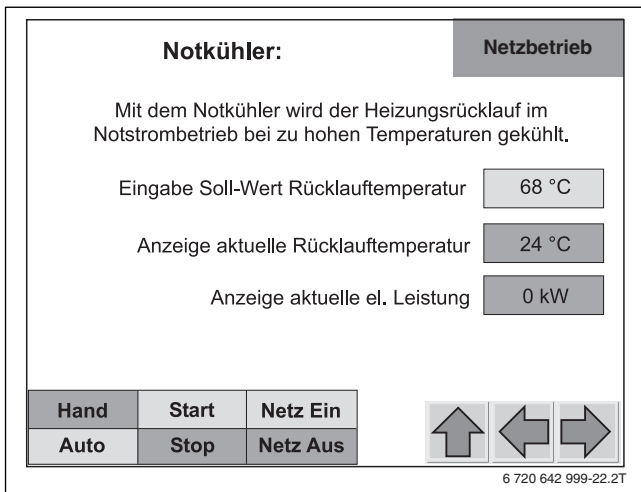 Notkühler:
Netzbetrieb
Mit dem Notkühler wird der Heizungsrücklauf im
Notstrombetrieb bei zu hohen Temperaturen gekühlt.
Eingabe Soll-Wert Rücklauftemperatur 68 °C
Anzeige aktuelle Rücklauftemperatur 24 °C
Anzeige aktuelle el. Leistung 0 kW
Hand Start Netz Ein
Auto Stop Netz Aus
6 720 642 999-22.2T